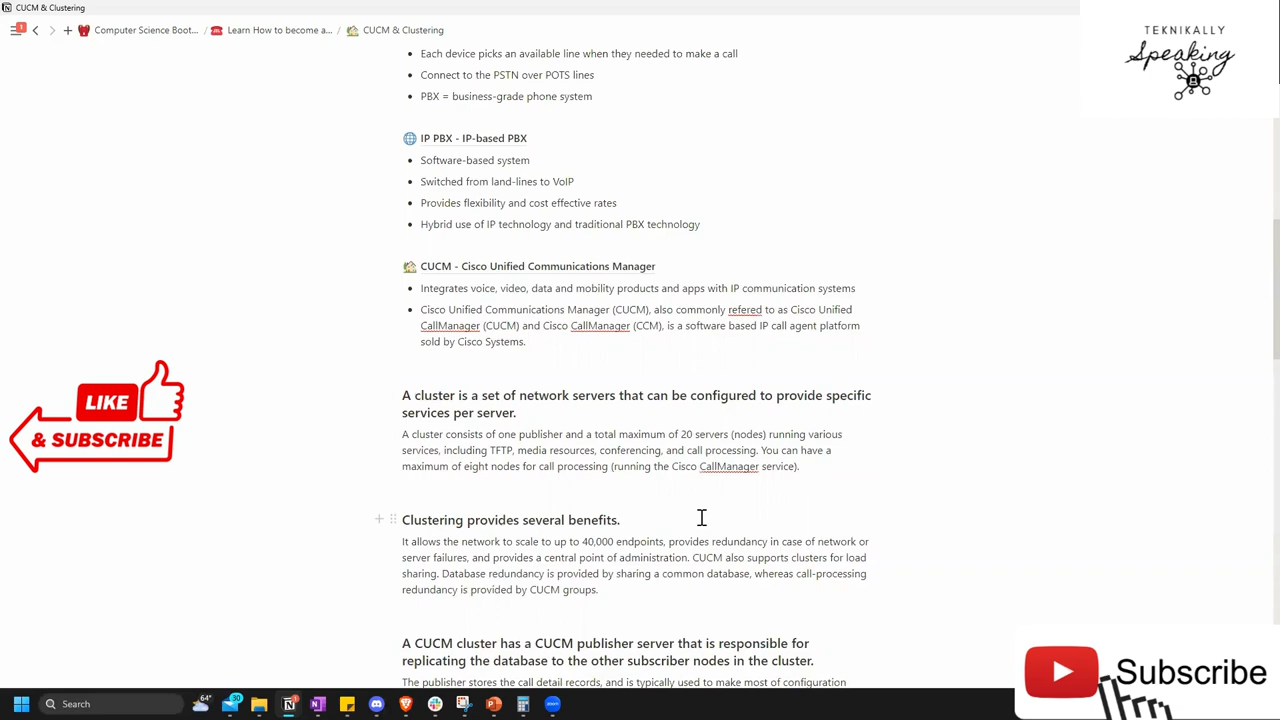 CUCM & Clustering
1
Computer Science Boot... / Learn How to become a... / CUCM & Clustering
TEKNIKALLY
Speaking
Each device picks an available line when they needed to make a call
Connect to the PSTN over POTS lines
PBX = business-grade phone system
IP PBX - IP-based PBX
Software-based system
Switched from land-lines to VoIP
Provides flexibility and cost effective rates
Hybrid use of IP technology and traditional PBX technology
CUCM - Cisco Unified Communications Manager
Integrates voice, video, data and mobility products and apps with IP communication systems
Cisco Unified Communications Manager (CUCM), also commonly refered to as Cisco Unified
CallManager (CUCM) and Cisco CallManager (CCM), is a software based IP call agent platform
sold by Cisco Systems.
LIKE
& SUBSCRIBE
A cluster is a set of network servers that can be configured to provide specific
services per server.
A cluster consists of one publisher and a total maximum of 20 servers (nodes) running various
services, including TFTP, media resources, conferencing, and call processing. You can have a
maximum of eight nodes for call processing (running the Cisco CallManager service).
Clustering provides several benefits.
It allows the network to scale to up to 40,000 endpoints, provides redundancy in case of network or
server failures, and provides a central point of administration. CUCM also supports clusters for load
sharing. Database redundancy is provided by sharing a common database, whereas call-processing
redundancy is provided by CUCM groups.
A CUCM cluster has a CUCM publisher server that is responsible for
replicating the database to the other subscriber nodes in the cluster.
The publisher stores the call detail records, and is typically used to make most of configuration
Subscribe
Search
64°
30
zoom